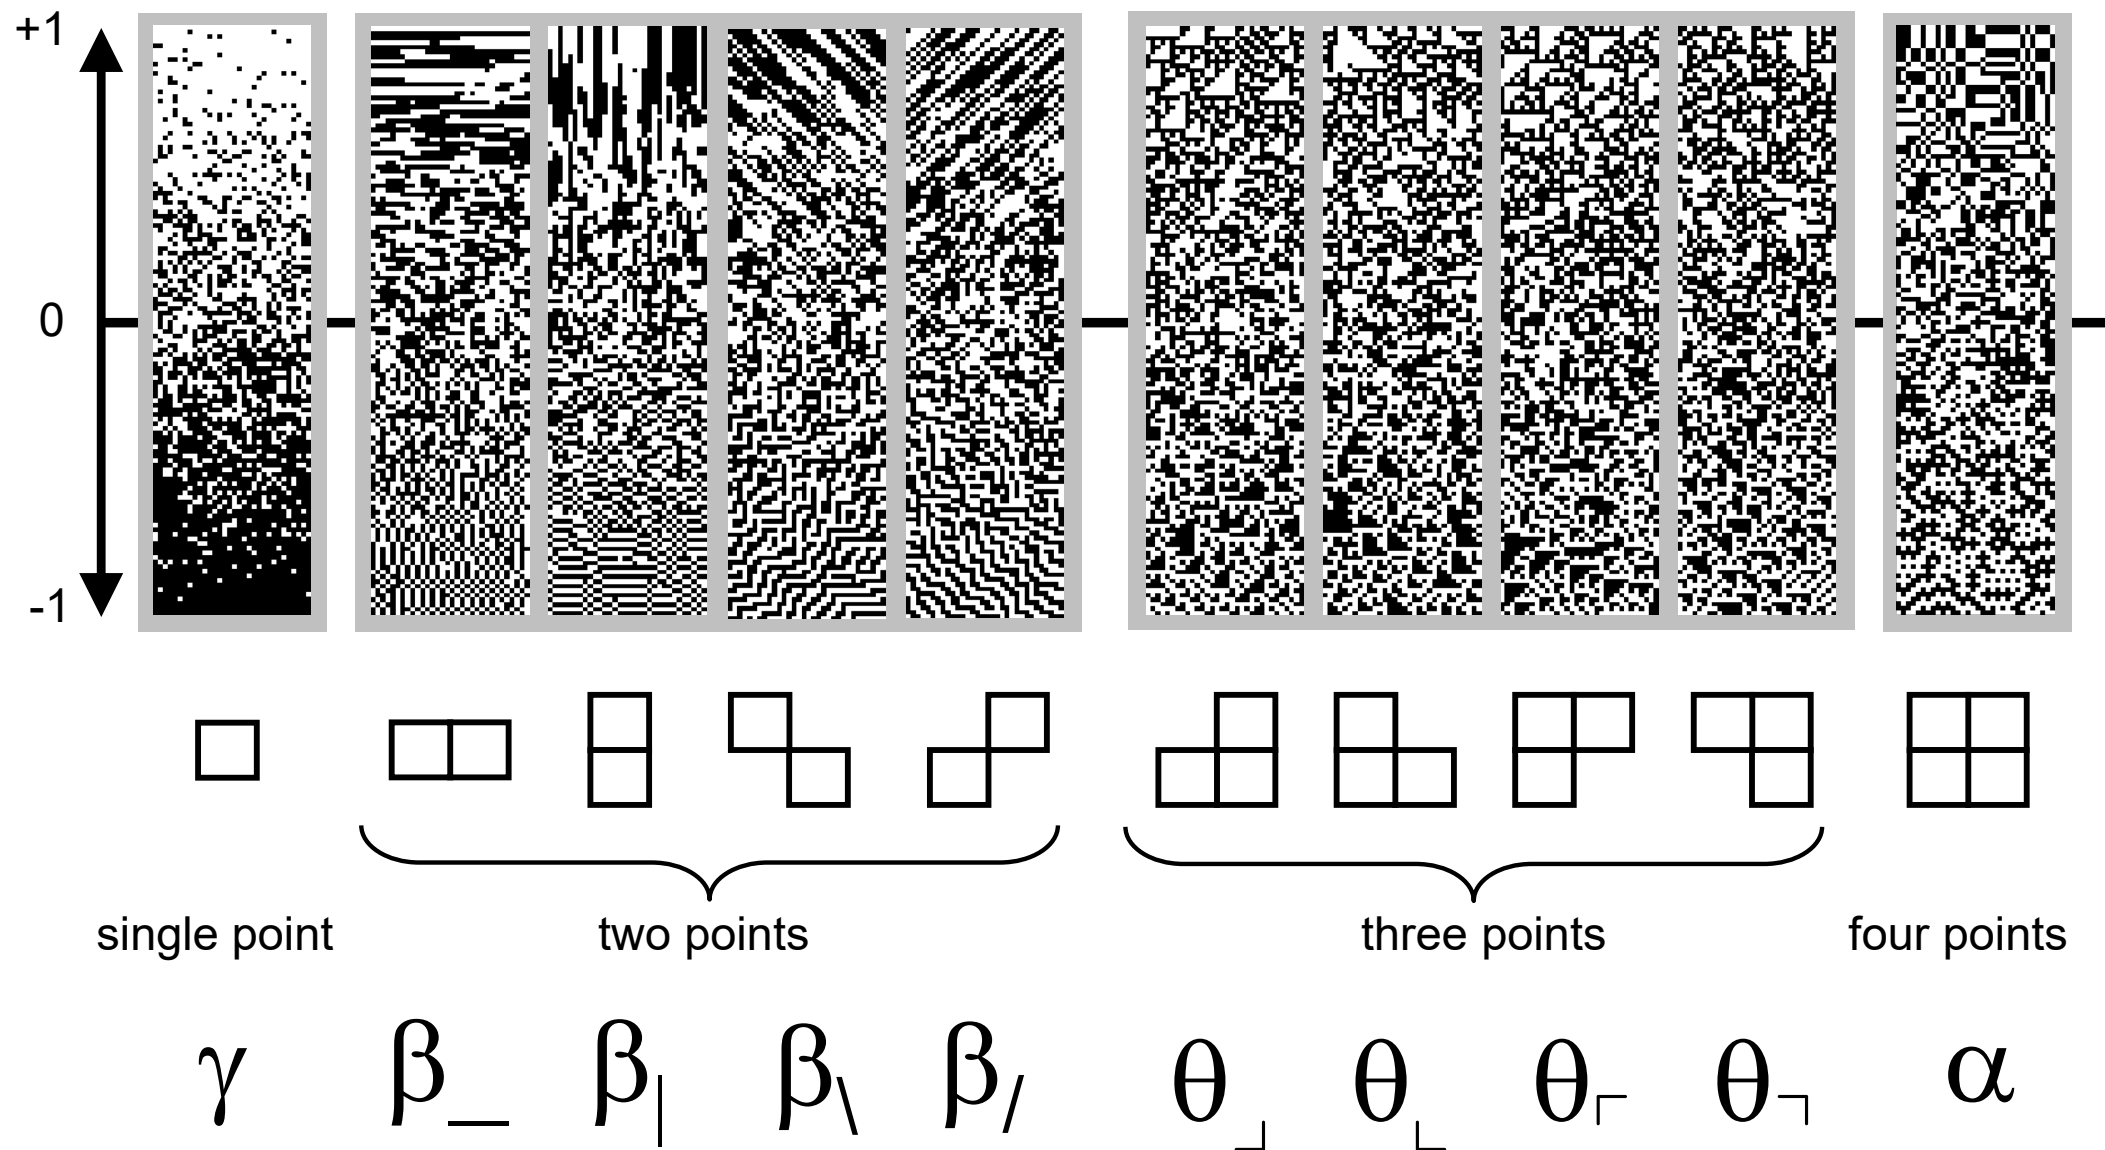 +1
0
-1
single point two points three points four points
γ β_ β| β\ β/ θ⌟ θ⌞ θ⌜ θ⌝ α